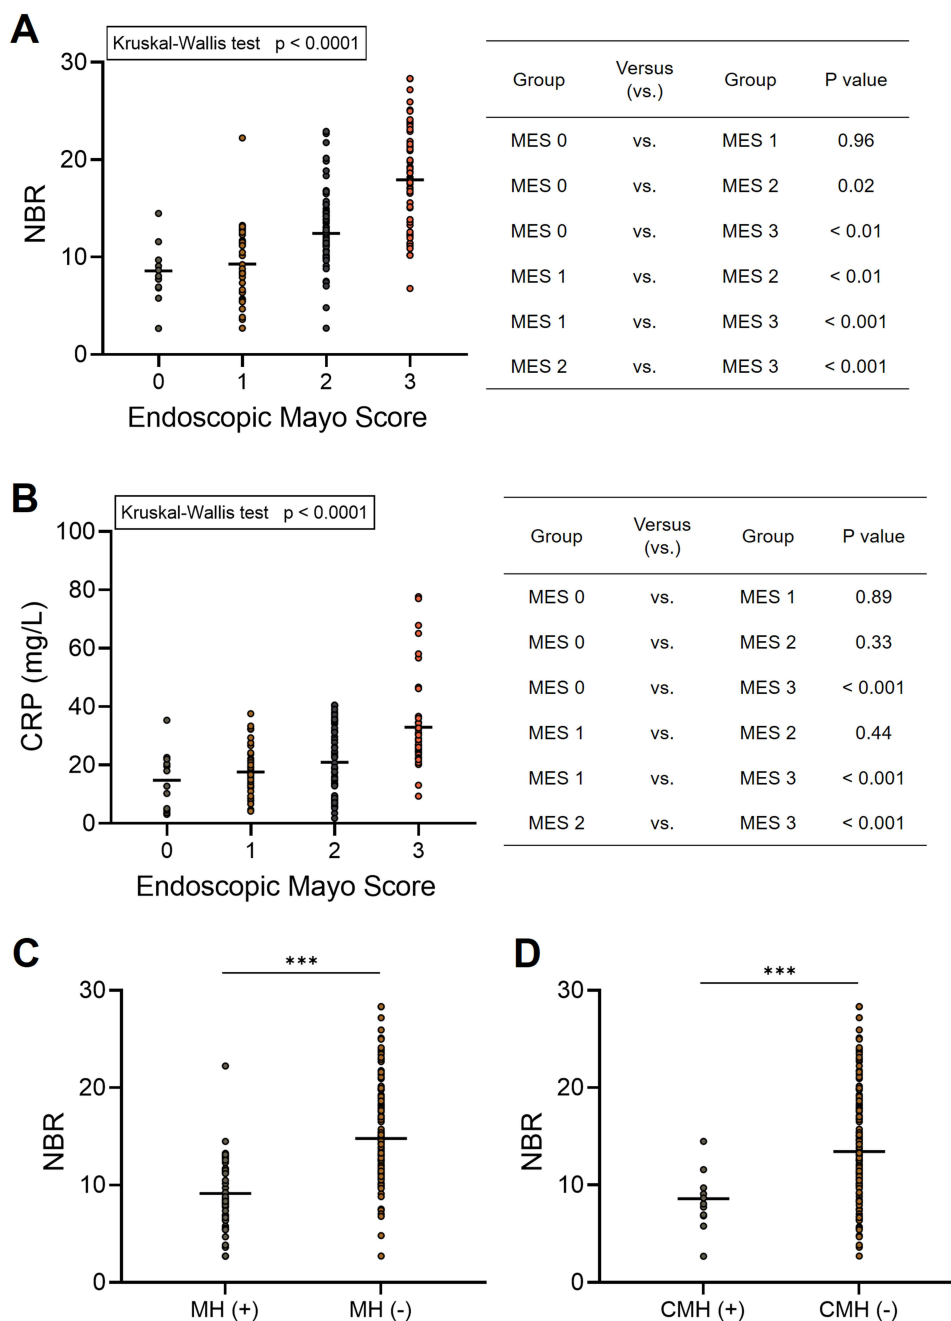 A
Kruskal-Wallis test p < 0.0001
30
20
10
0
NBR
0 1 2 3
Endoscopic Mayo Score
Group Versus (vs.) Group P value
MES 0 vs. MES 1 0.96
MES 0 vs. MES 2 0.02
MES 0 vs. MES 3 < 0.01
MES 1 vs. MES 2 < 0.01
MES 1 vs. MES 3 < 0.001
MES 2 vs. MES 3 < 0.001
B
Kruskal-Wallis test p < 0.0001
100
80
60
40
20
0
CRP (mg/L)
0 1 2 3
Endoscopic Mayo Score
Group Versus (vs.) Group P value
MES 0 vs. MES 1 0.89
MES 0 vs. MES 2 0.33
MES 0 vs. MES 3 < 0.001
MES 1 vs. MES 2 0.44
MES 1 vs. MES 3 < 0.001
MES 2 vs. MES 3 < 0.001
C
***
30
20
10
0
NBR
MH (+) MH (-)
D
***
30
20
10
0
NBR
CMH (+) CMH (-)